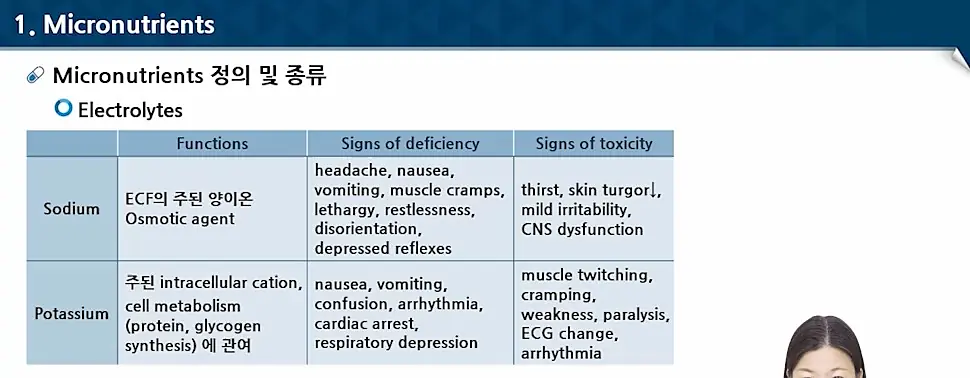 1. Micronutrients
Micronutrients 정의 및 종류
Electrolytes
Functions
Signs of deficiency
Signs of toxicity
Sodium
ECF의 주된 양이온
Osmotic agent
headache, nausea,
vomiting, muscle cramps,
lethargy, restlessness,
disorientation,
depressed reflexes
thirst, skin turgor↓,
mild irritability,
CNS dysfunction
Potassium
주된 intracellular cation,
cell metabolism
(protein, glycogen
synthesis) 에 관여
nausea, vomiting,
confusion, arrhythmia,
cardiac arrest,
respiratory depression
muscle twitching,
cramping,
weakness, paralysis,
ECG change,
arrhythmia